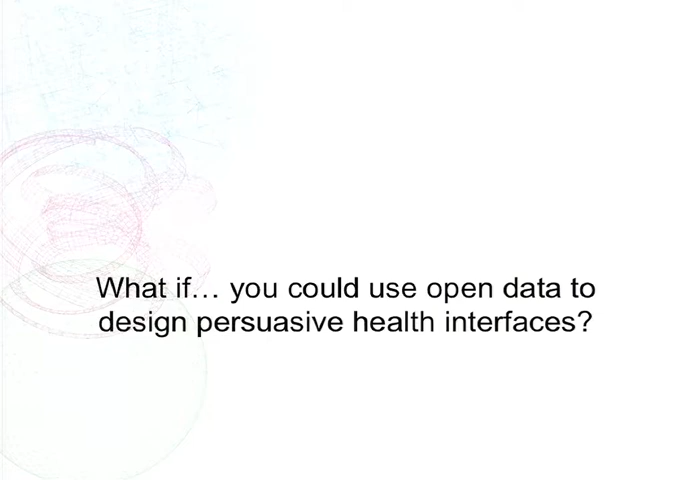 What if… you could use open data to
design persuasive health interfaces?